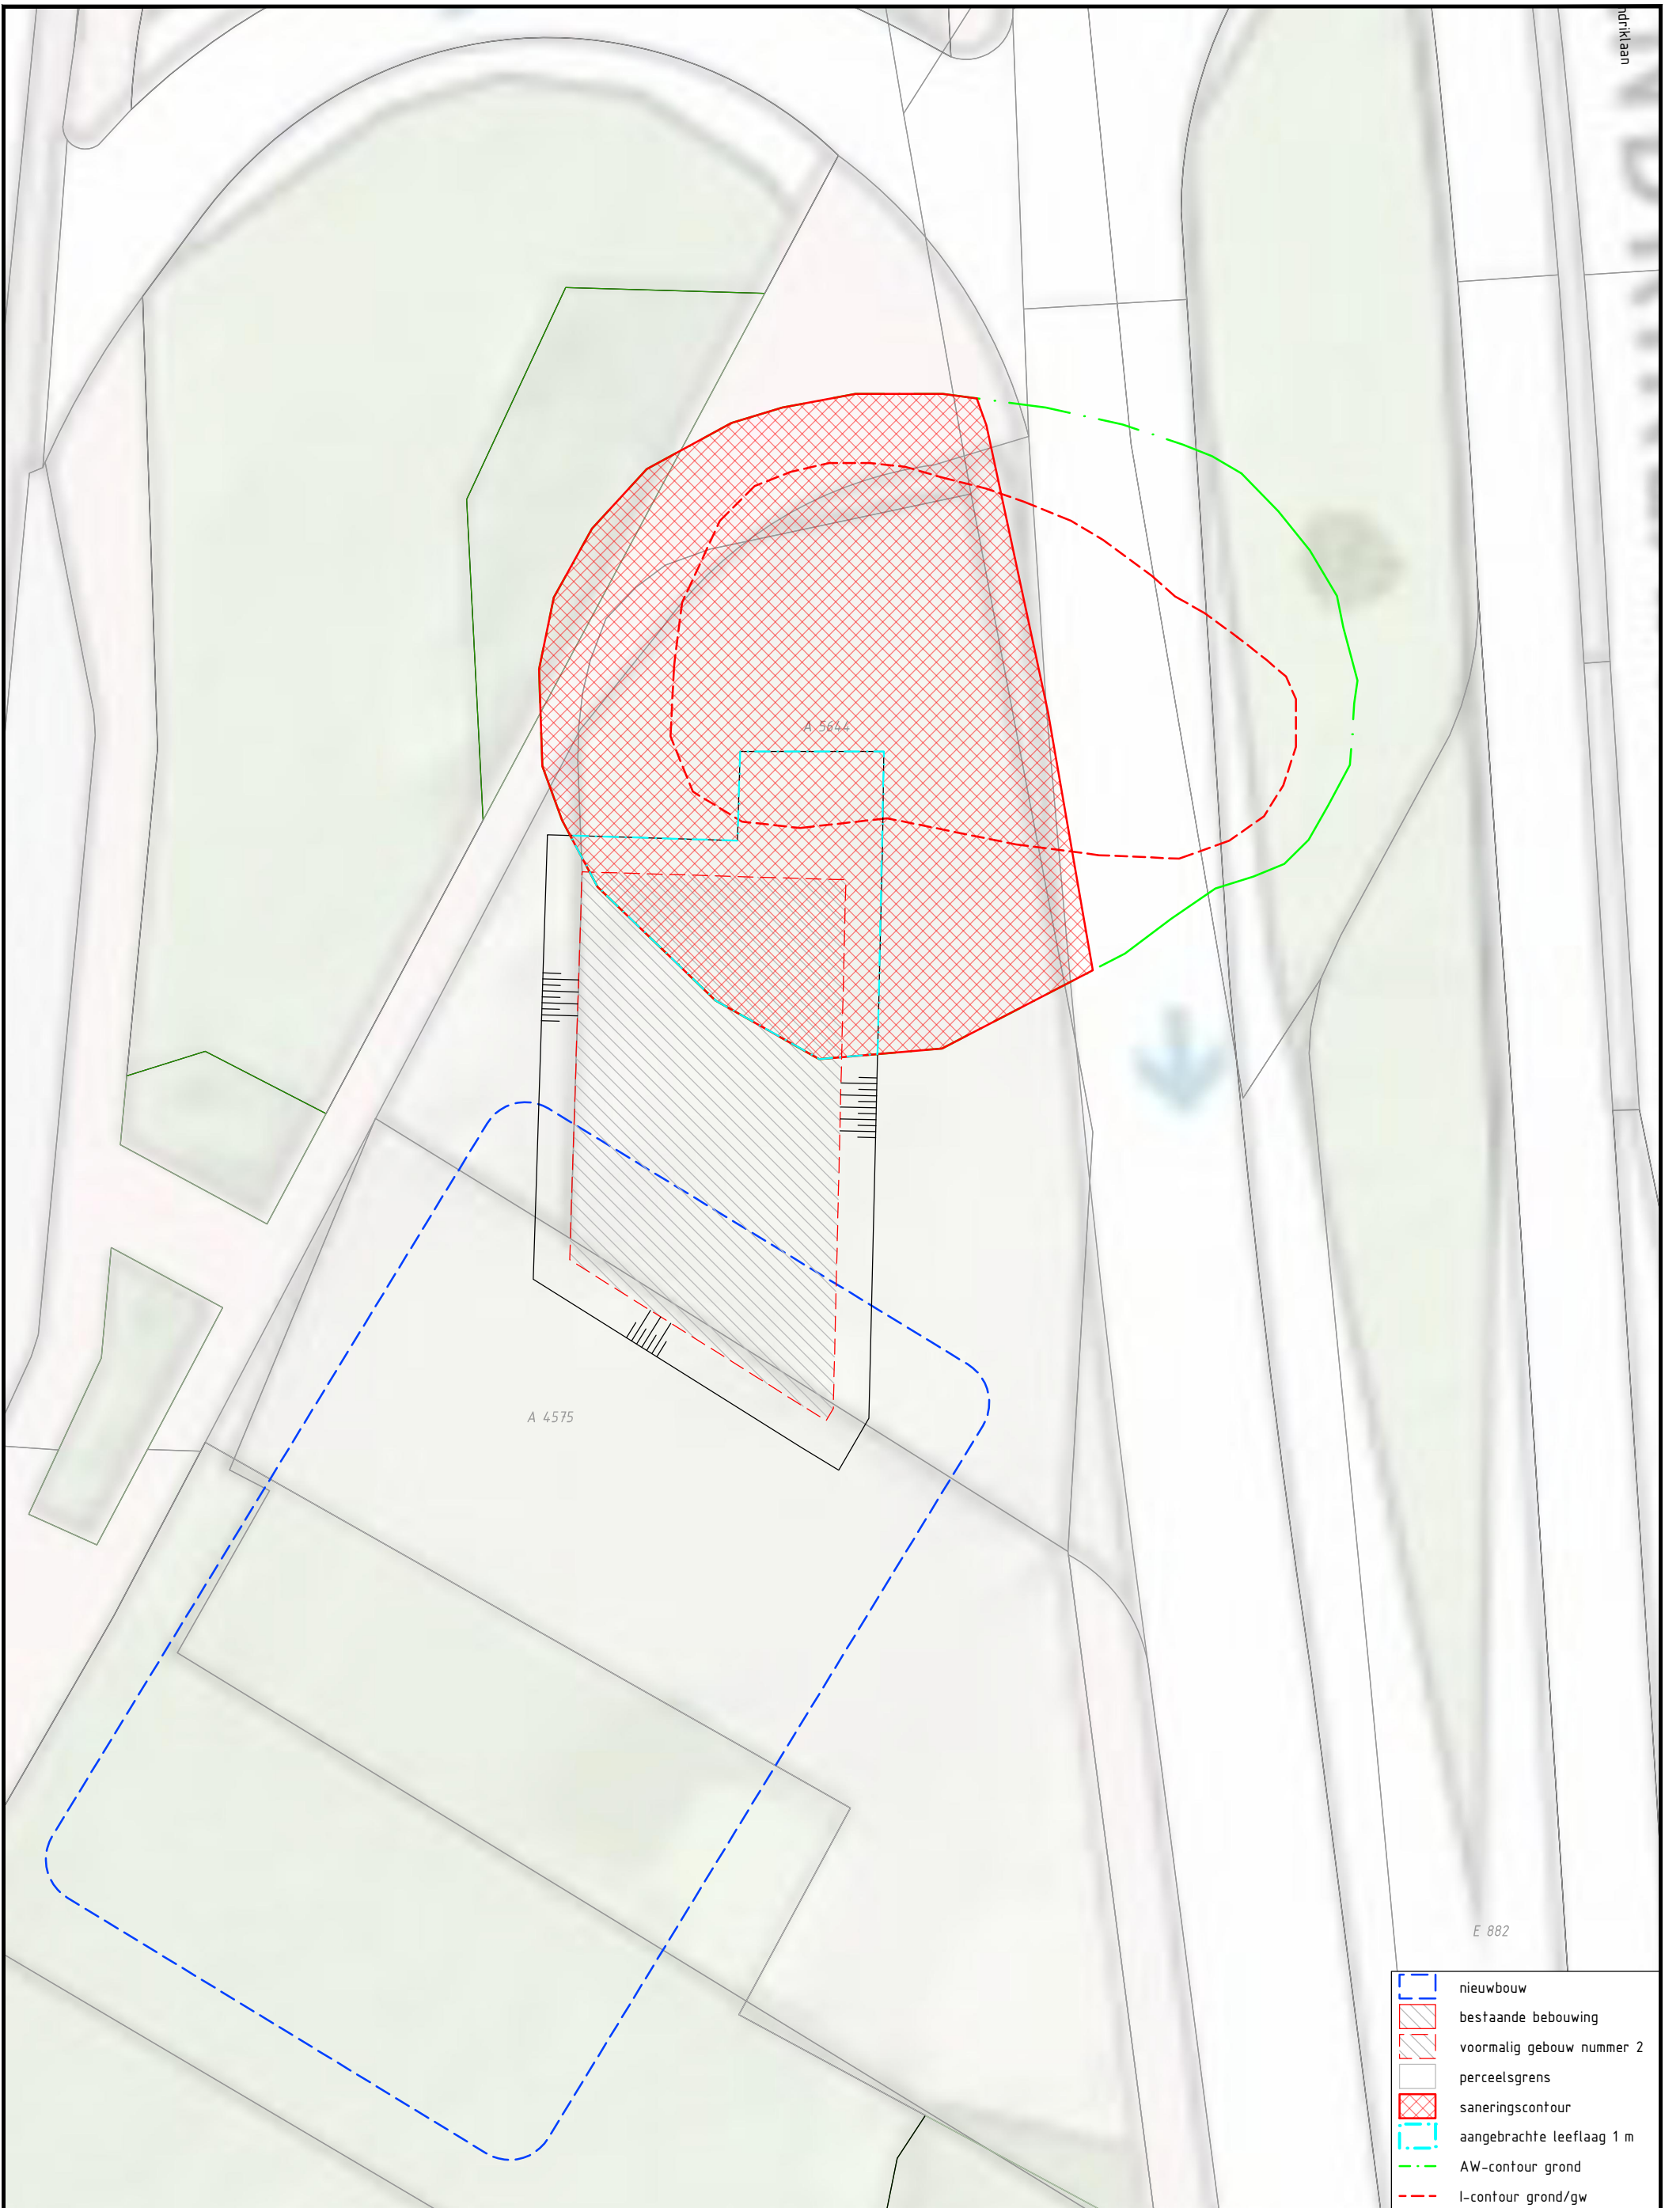 ndriklaan
A 5644
A 4575
E 882
nieuwbouw
bestaande bebouwing
voormalig gebouw nummer 2
perceelsgrens
saneringscontour
aangebrachte leeflaag 1 m
AW-contour grond
I-contour grond/gw